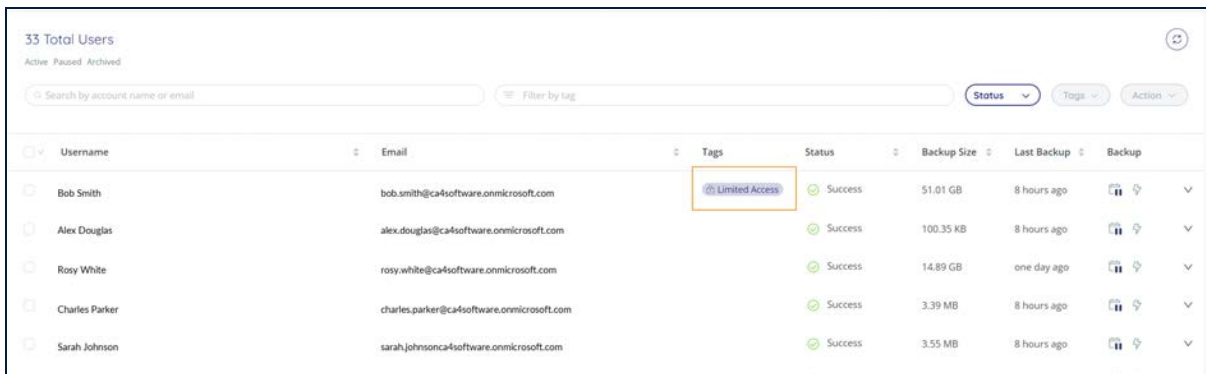 33 Total Users
Active Paused Archived
Search by account name or email Filter by tag Status Tags Action
Username Email Tags Status Backup Size Last Backup Backup
Bob Smith bob.smith@ca4software.onmicrosoft.com Limited Access Success 51.01 GB 8 hours ago
Alex Douglas alex.douglas@ca4software.onmicrosoft.com Success 100.35 KB 8 hours ago
Rosy White rosy.white@ca4software.onmicrosoft.com Success 14.89 GB one day ago
Charles Parker charles.parker@ca4software.onmicrosoft.com Success 3.39 MB 8 hours ago
Sarah Johnson sarah.johnsonca4software.onmicrosoft.com Success 3.55 MB 8 hours ago